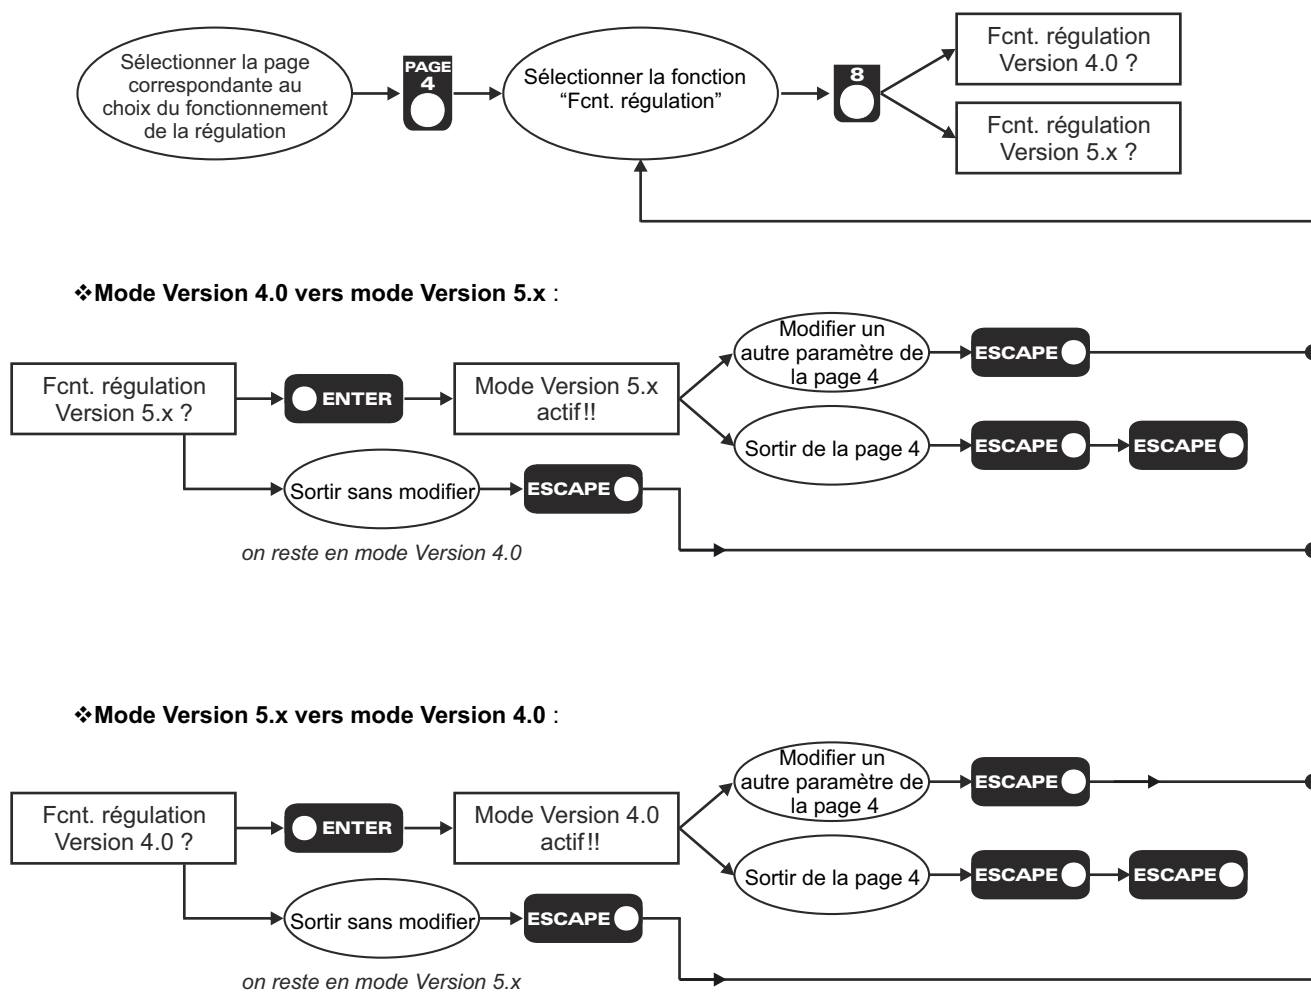 Sélectionner la page
correspondante au
choix du fonctionnement
de la régulation
PAGE
4
Sélectionner la fonction
“Fcnt. régulation”
8
Fcnt. régulation
Version 4.0 ?
Fcnt. régulation
Version 5.x ?
❖Mode Version 4.0 vers mode Version 5.x :
Fcnt. régulation
Version 5.x ?
ENTER
Mode Version 5.x
actif!!
Modifier un
autre paramètre de
la page 4
ESCAPE
Sortir de la page 4
ESCAPE
ESCAPE
Sortir sans modifier
ESCAPE
on reste en mode Version 4.0
❖Mode Version 5.x vers mode Version 4.0 :
Fcnt. régulation
Version 4.0 ?
ENTER
Mode Version 4.0
actif!!
Modifier un
autre paramètre de
la page 4
ESCAPE
Sortir de la page 4
ESCAPE
ESCAPE
Sortir sans modifier
ESCAPE
on reste en mode Version 5.x